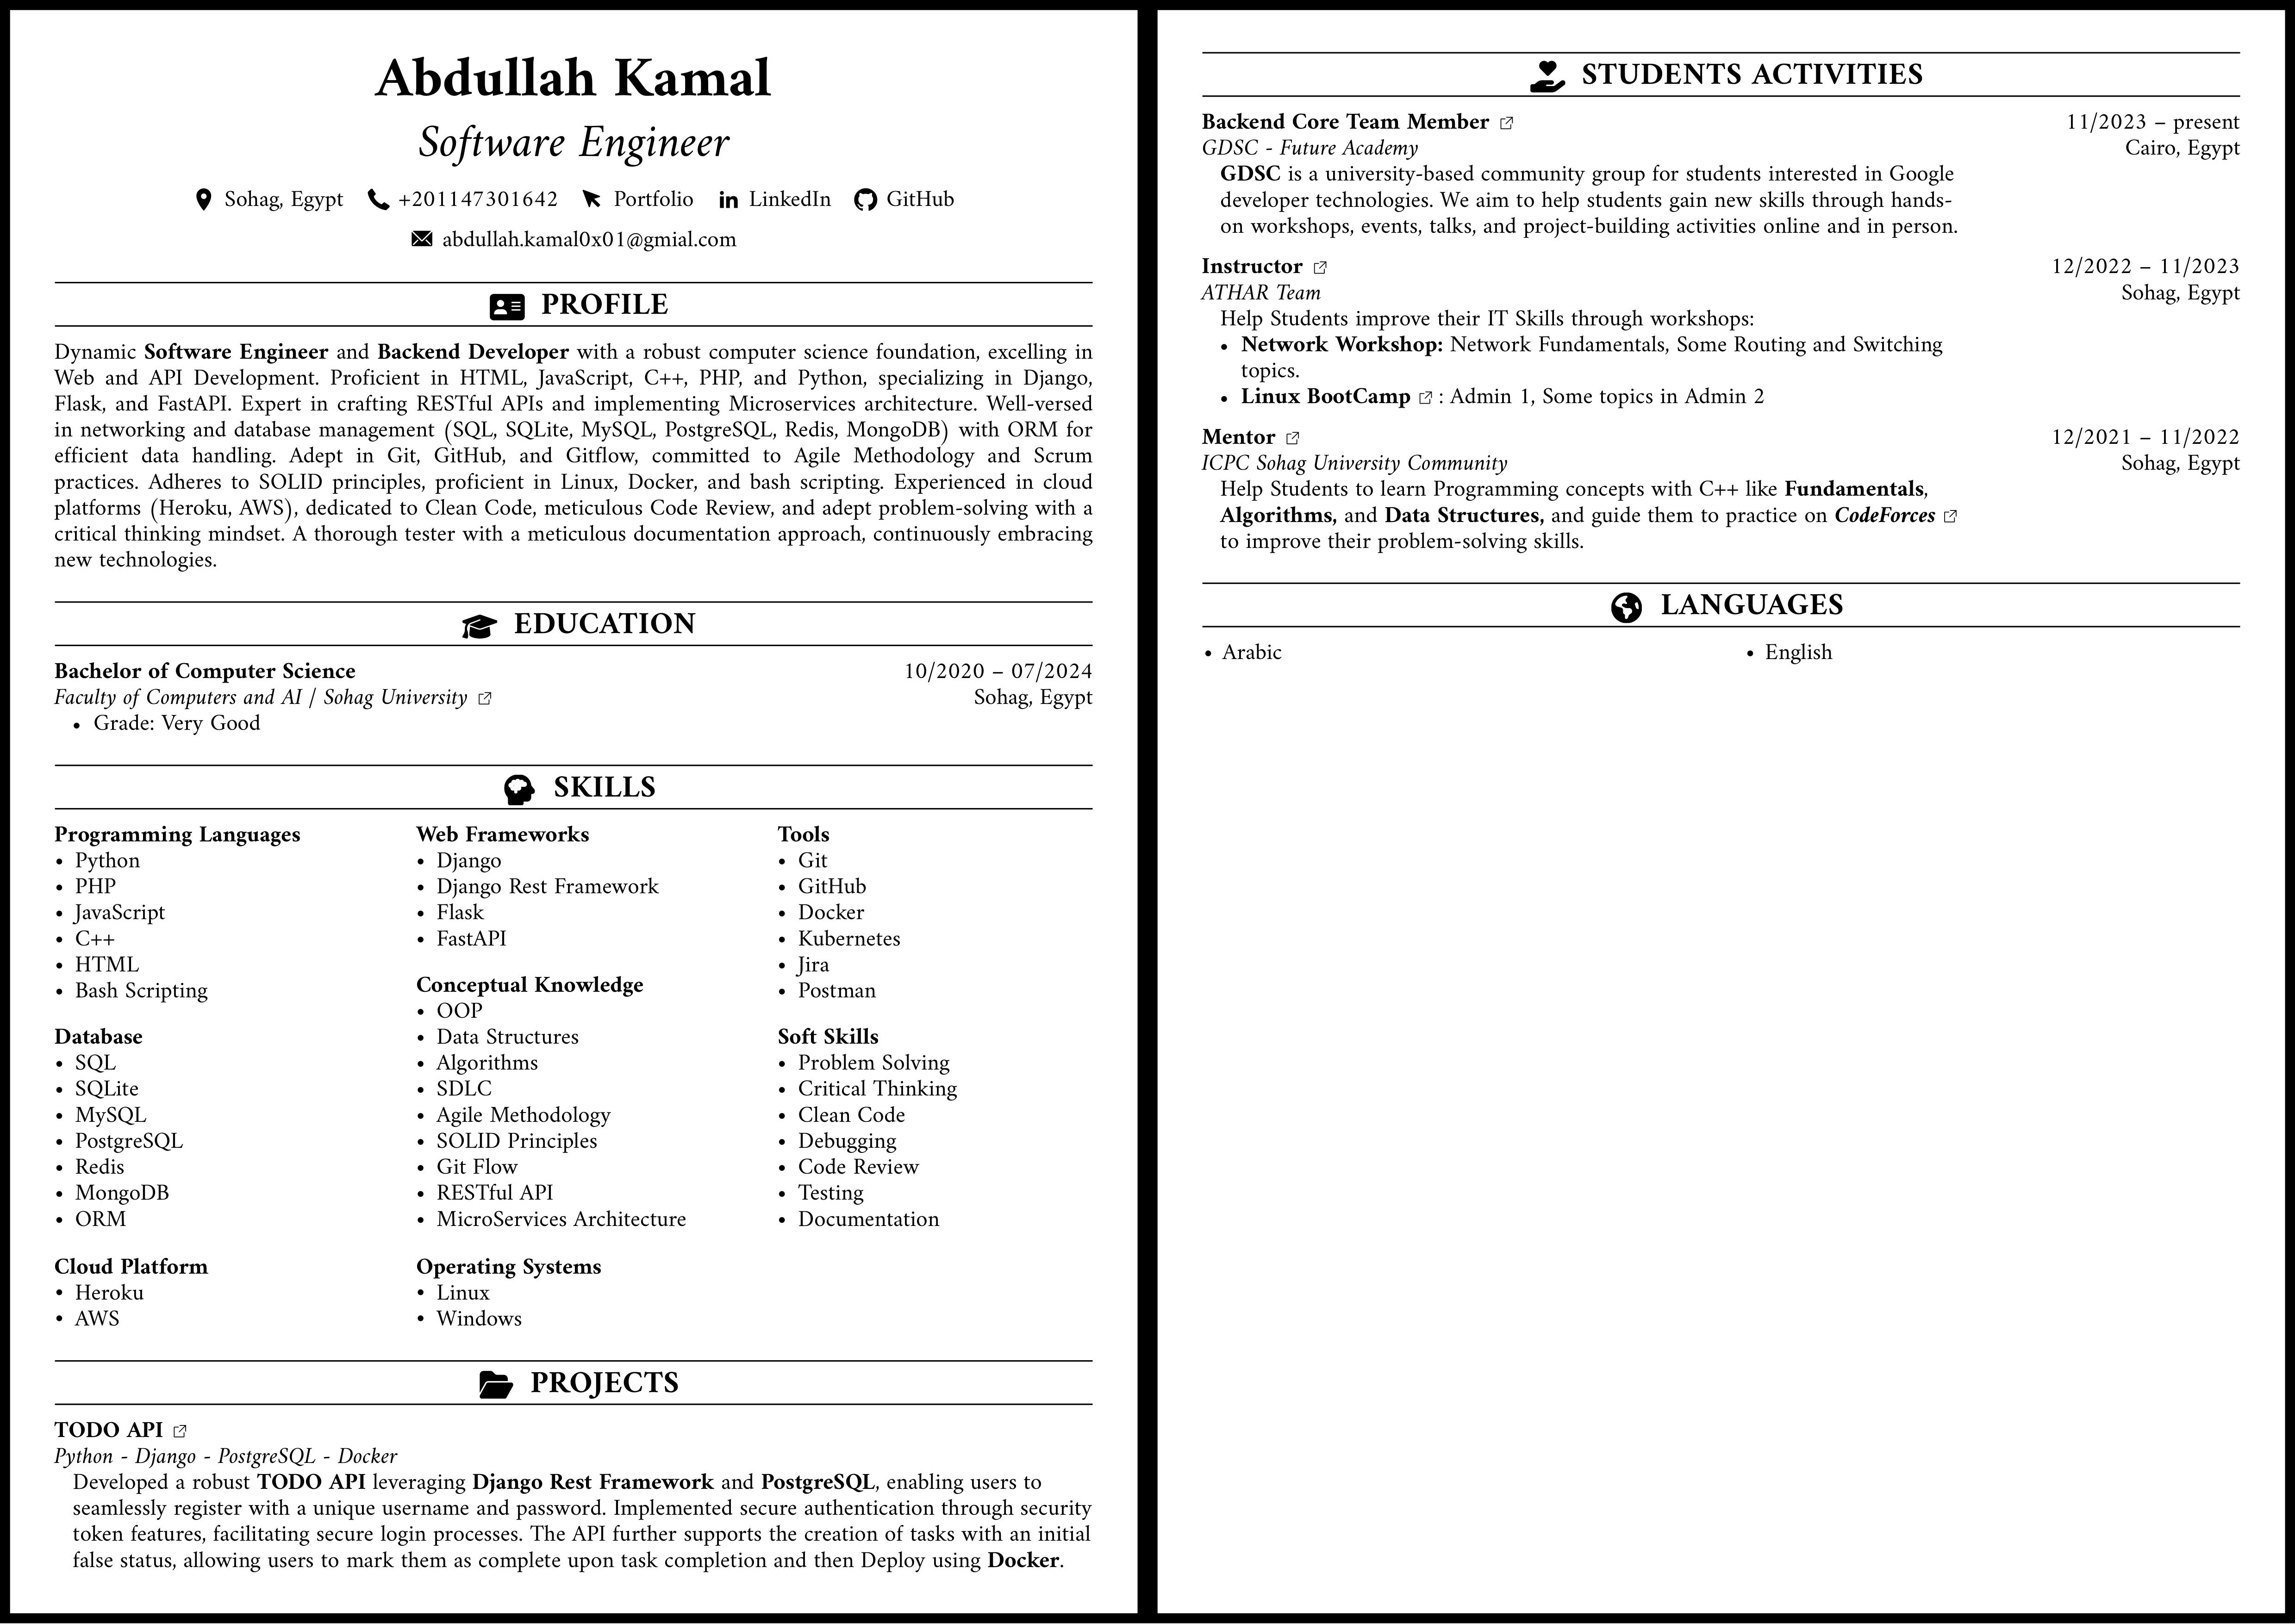 Abdullah Kamal
Software Engineer
Sohag, Egypt +201147301642 Portfolio LinkedIn GitHub
abdullah.kamal0x01@gmial.com
PROFILE
Dynamic Software Engineer and Backend Developer with a robust computer science foundation, excelling in
Web and API Development. Proficient in HTML, JavaScript, C++, PHP, and Python, specializing in Django,
Flask, and FastAPI. Expert in crafting RESTful APIs and implementing Microservices architecture. Well-versed
in networking and database management (SQL, SQLite, MySQL, PostgreSQL, Redis, MongoDB) with ORM for
efficient data handling. Adept in Git, GitHub, and Gitflow, committed to Agile Methodology and Scrum
practices. Adheres to SOLID principles, proficient in Linux, Docker, and bash scripting. Experienced in cloud
platforms (Heroku, AWS), dedicated to Clean Code, meticulous Code Review, and adept problem-solving with a
critical thinking mindset. A thorough tester with a meticulous documentation approach, continuously embracing
new technologies.
EDUCATION
Bachelor of Computer Science 10/2020 – 07/2024
Faculty of Computers and AI / Sohag University Sohag, Egypt
• Grade: Very Good
SKILLS
Programming Languages
• Python
• PHP
• JavaScript
• C++
• HTML
• Bash Scripting
Database
• SQL
• SQLite
• MySQL
• PostgreSQL
• Redis
• MongoDB
• ORM
Cloud Platform
• Heroku
• AWS
Web Frameworks
• Django
• Django Rest Framework
• Flask
• FastAPI
Conceptual Knowledge
• OOP
• Data Structures
• Algorithms
• SDLC
• Agile Methodology
• SOLID Principles
• Git Flow
• RESTful API
• MicroServices Architecture
Operating Systems
• Linux
• Windows
Tools
• Git
• GitHub
• Docker
• Kubernetes
• Jira
• Postman
Soft Skills
• Problem Solving
• Critical Thinking
• Clean Code
• Debugging
• Code Review
• Testing
• Documentation
PROJECTS
TODO API
Python - Django - PostgreSQL - Docker
Developed a robust TODO API leveraging Django Rest Framework and PostgreSQL, enabling users to
seamlessly register with a unique username and password. Implemented secure authentication through security
token features, facilitating secure login processes. The API further supports the creation of tasks with an initial
false status, allowing users to mark them as complete upon task completion and then Deploy using Docker.
STUDENTS ACTIVITIES
Backend Core Team Member 11/2023 – present
GDSC - Future Academy Cairo, Egypt
GDSC is a university-based community group for students interested in Google
developer technologies. We aim to help students gain new skills through hands-
on workshops, events, talks, and project-building activities online and in person.
Instructor 12/2022 – 11/2023
ATHAR Team Sohag, Egypt
Help Students improve their IT Skills through workshops:
• Network Workshop: Network Fundamentals, Some Routing and Switching
topics.
• Linux BootCamp : Admin 1, Some topics in Admin 2
Mentor 12/2021 – 11/2022
ICPC Sohag University Community Sohag, Egypt
Help Students to learn Programming concepts with C++ like Fundamentals,
Algorithms, and Data Structures, and guide them to practice on CodeForces
to improve their problem-solving skills.
LANGUAGES
• Arabic • English